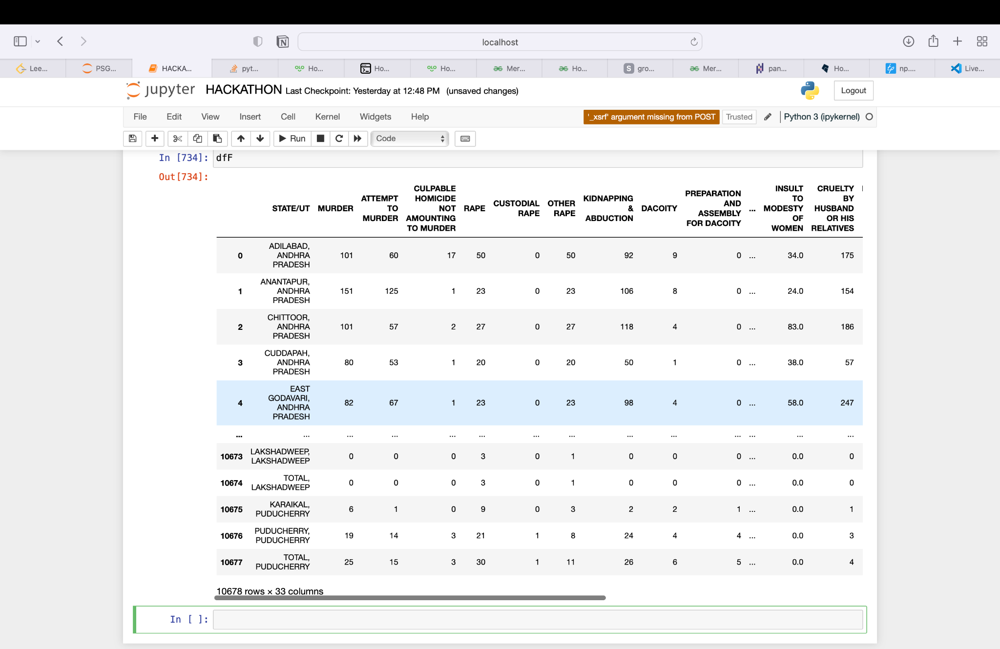 localhost
Lee... PSG... HACKA... pyt... Ho... Ho... Ho... Mer... Ho... gro... Mer... pan... Ho... np.... Live...
jupyter HACKATHON Last Checkpoint: Yesterday at 12:48 PM (unsaved changes) Logout
File Edit View Insert Cell Kernel Widgets Help '_xsrf' argument missing from POST Trusted Python 3 (ipykernel)
Run Code
In [734]: dfF
Out[734]:
STATE/UT MURDER ATTEMPT TO MURDER CULPABLE HOMICIDE NOT AMOUNTING TO MURDER RAPE CUSTODIAL RAPE OTHER RAPE KIDNAPPING & ABDUCTION DACOITY PREPARATION AND ASSEMBLY FOR DACOITY ... INSULT TO MODESTY OF WOMEN CRUELTY BY HUSBAND OR HIS RELATIVES
0 ADILABAD, ANDHRA PRADESH 101 60 17 50 0 50 92 9 0 ... 34.0 175
1 ANANTAPUR, ANDHRA PRADESH 151 125 1 23 0 23 106 8 0 ... 24.0 154
2 CHITTOOR, ANDHRA PRADESH 101 57 2 27 0 27 118 4 0 ... 83.0 186
3 CUDDAPAH, ANDHRA PRADESH 80 53 1 20 0 20 50 1 0 ... 38.0 57
4 EAST GODAVARI, ANDHRA PRADESH 82 67 1 23 0 23 98 4 0 ... 58.0 247
... ... ... ... ... ... ... ... ... ... ... ... ... ...
10673 LAKSHADWEEP, LAKSHADWEEP 0 0 0 3 0 1 0 0 0 ... 0.0 0
10674 TOTAL, LAKSHADWEEP 0 0 0 3 0 1 0 0 0 ... 0.0 0
10675 KARAIKAL, PUDUCHERRY 6 1 0 9 0 3 2 2 1 ... 0.0 1
10676 PUDUCHERRY, PUDUCHERRY 19 14 3 21 1 8 24 4 4 ... 0.0 3
10677 TOTAL, PUDUCHERRY 25 15 3 30 1 11 26 6 5 ... 0.0 4
10678 rows × 33 columns
In [ ]: